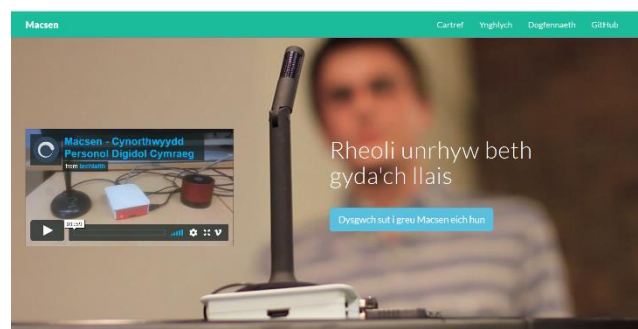 Macsen
Cartref Ynghlych Dogfennaeth GitHub
Macsen - Cynorthwyydd
Personol Digidol Cymraeg
from techiaith
Rheoli unrhyw beth
gyda'ch llais
Dysgwch sut i greu Macsen eich hun